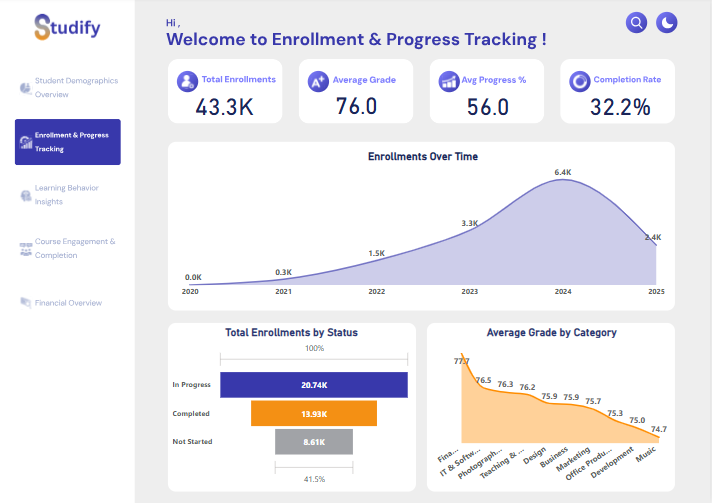 Studify
Student Demographics
Overview
Enrollment & Progress
Tracking
Learning Behavior
Insights
Course Engagement &
Completion
Financial Overview
Hi ,
Welcome to Enrollment & Progress Tracking !
Total Enrollments
43.3K
Average Grade
76.0
Avg Progress %
56.0
Completion Rate
32.2%
Enrollments Over Time
0.0K
0.3K
1.5K
3.3K
6.4K
2.4K
2020
2021
2022
2023
2024
2025
Total Enrollments by Status
100%
In Progress
20.74K
Completed
13.93K
Not Started
8.61K
41.5%
Average Grade by Category
77.7
76.5
76.3
76.2
75.9
75.9
75.7
75.3
75.0
74.7
Fina...
IT & Softw...
Photograph...
Teaching & ...
Design
Business
Marketing
Office Produ...
Development
Music